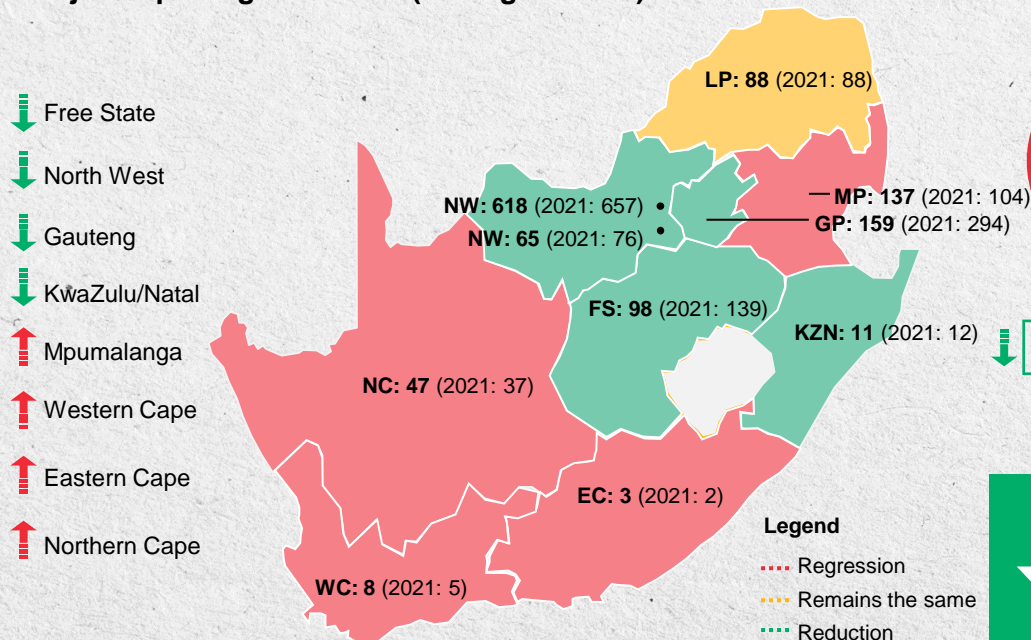 Free State
North West
Gauteng
KwaZulu/Natal
Mpumalanga
Western Cape
Eastern Cape
Northern Cape
LP: 88 (2021: 88)
MP: 137 (2021: 104)
GP: 159 (2021: 294)
NW: 618 (2021: 657)
NW: 65 (2021: 76)
FS: 98 (2021: 139)
KZN: 11 (2021: 12)
NC: 47 (2021: 37)
EC: 3 (2021: 2)
WC: 8 (2021: 5)
Legend
Regression
Remains the same
Reduction